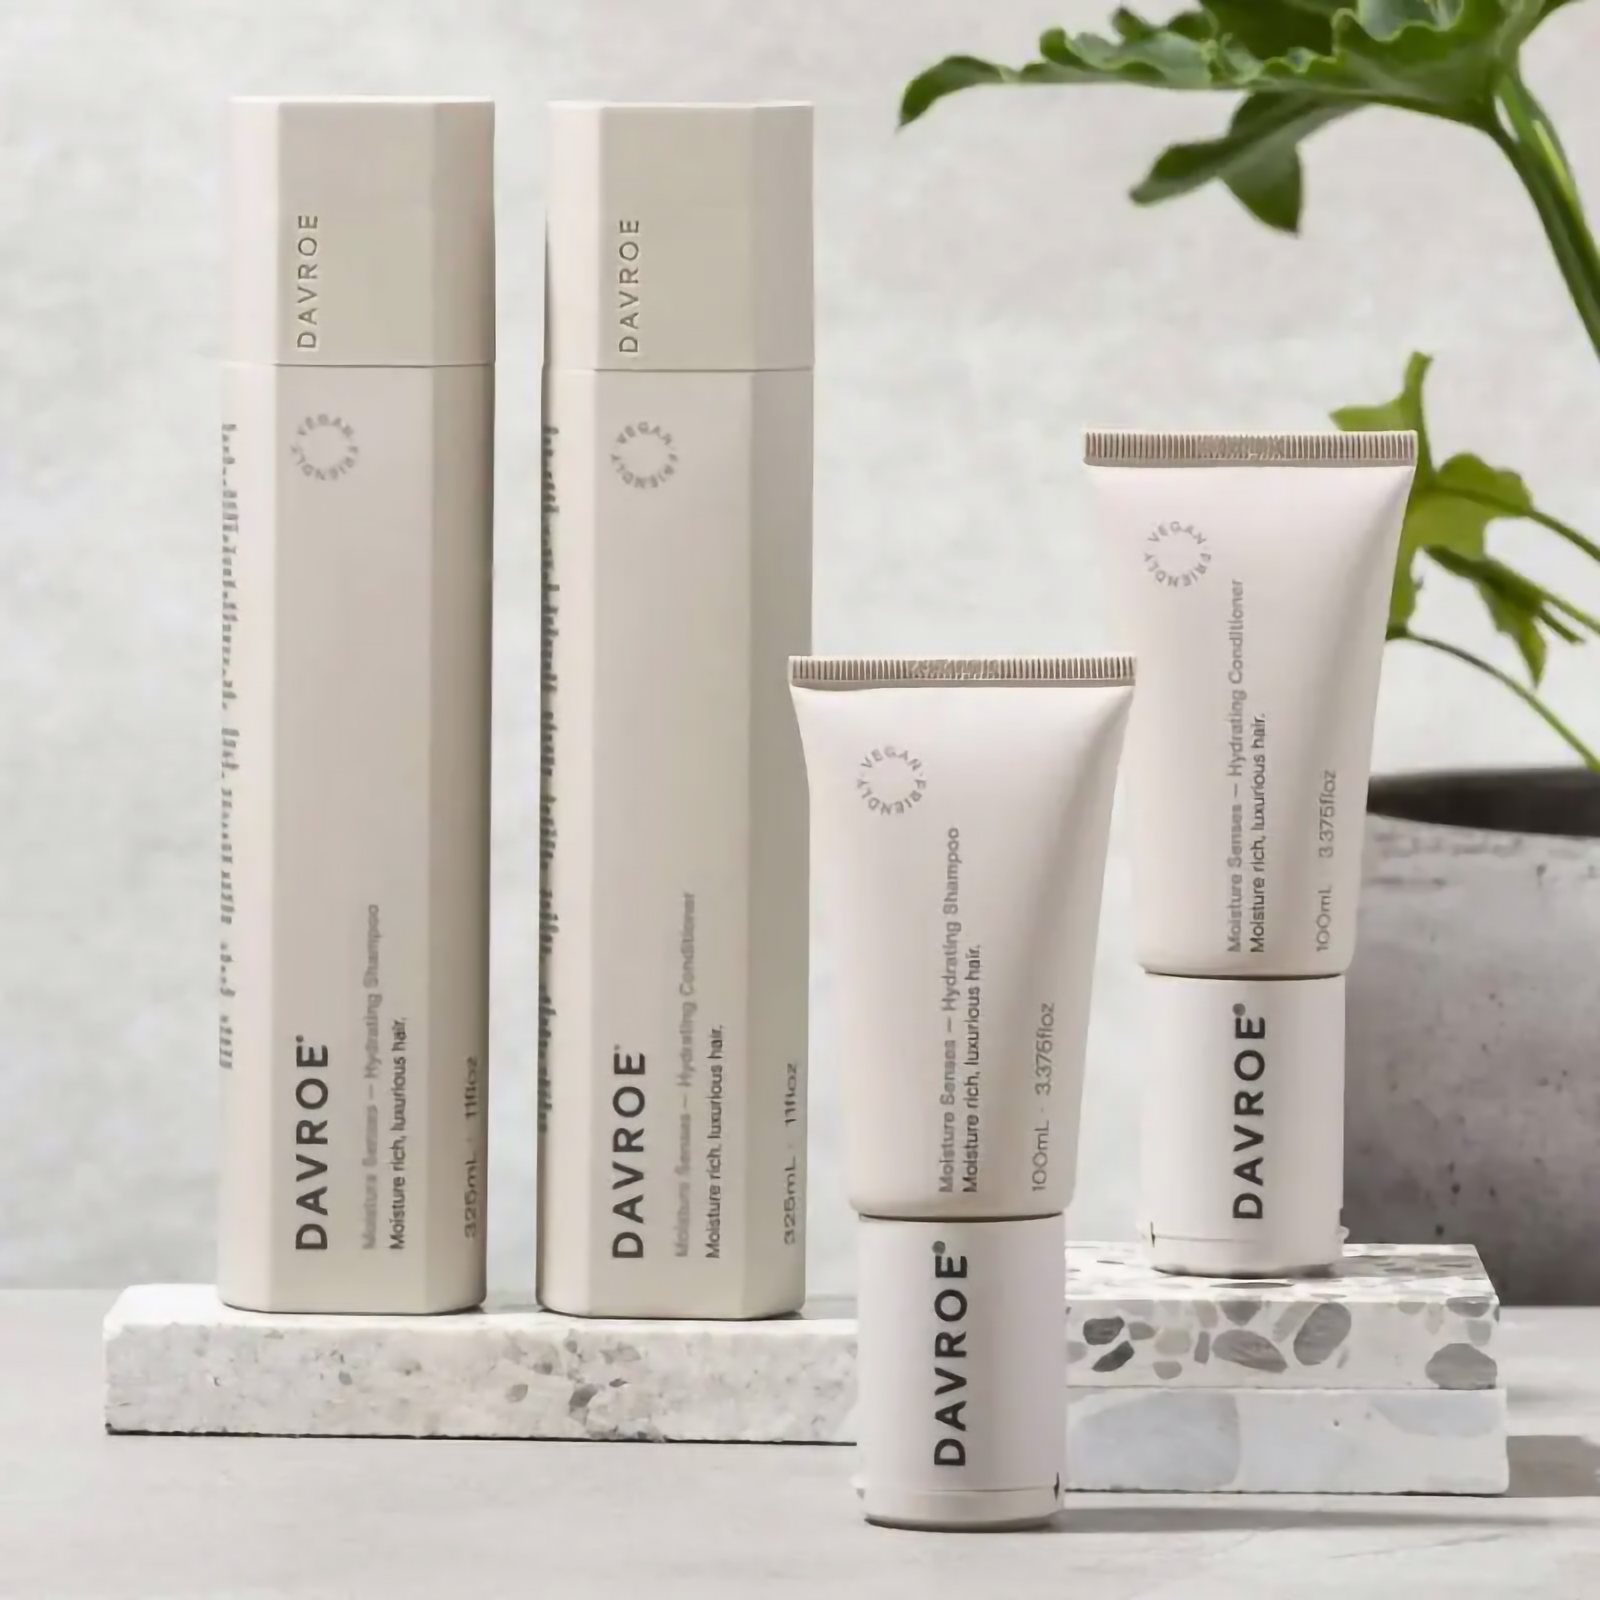 DAVROE
VEGAN · FRIENDLY ·
DAVROE®
Moisture Senses — Hydrating Shampoo
Moisture rich, luxurious hair.
325mL · 11floz
DAVROE
VEGAN · FRIENDLY ·
DAVROE®
Moisture Senses — Hydrating Conditioner
Moisture rich, luxurious hair.
325mL · 11floz
VEGAN · FRIENDLY ·
Moisture Senses — Hydrating Shampoo
Moisture rich, luxurious hair.
100mL · 3.375floz
DAVROE®
VEGAN · FRIENDLY ·
Moisture Senses — Hydrating Conditioner
Moisture rich, luxurious hair.
100mL · 3.375floz
DAVROE®